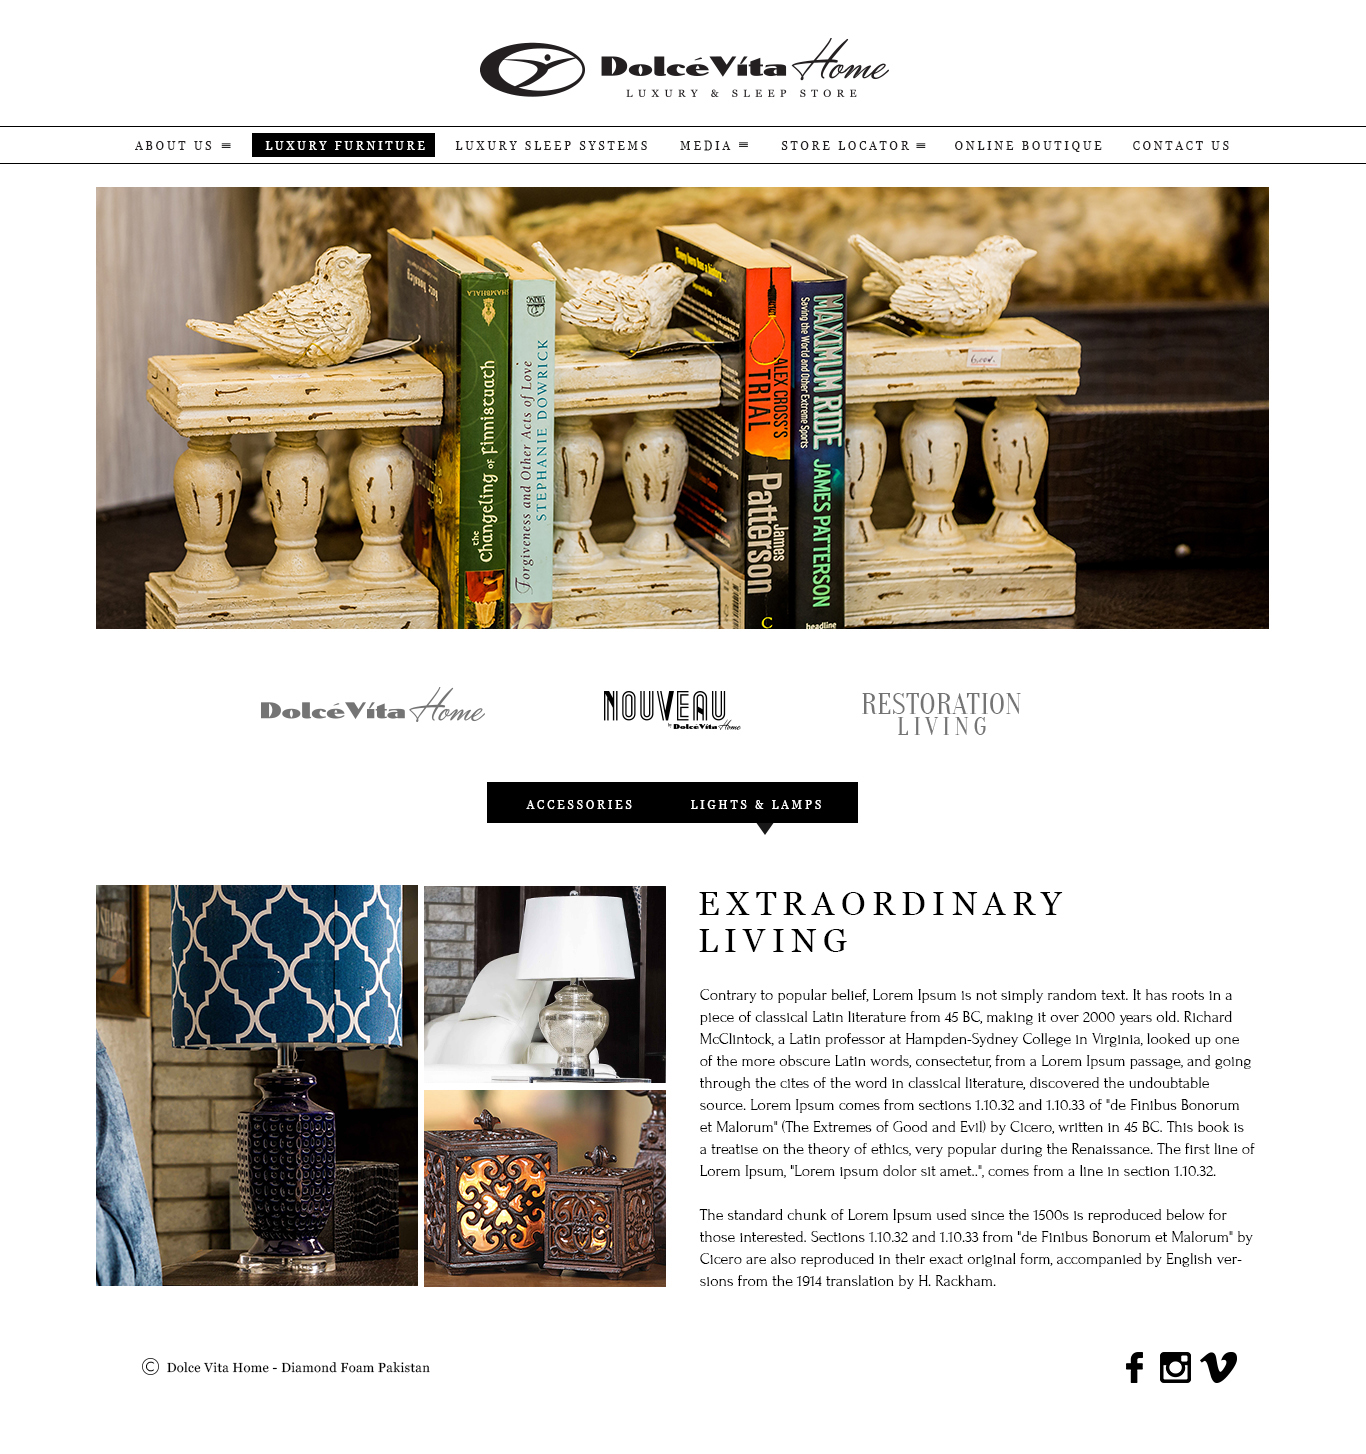 DolcéVíta Home
LUXURY & SLEEP STORE
ABOUT US
LUXURY FURNITURE
LUXURY SLEEP SYSTEMS
MEDIA
STORE LOCATOR
ONLINE BOUTIQUE
CONTACT US
SHAMBHALA
the Changeling of Finnistuath
VIKING
Forgiveness and Other Acts of Love
STEPHANIE DOWRICK
ALEX CROSS'S
TRIAL
James
Patterson
C
MAXIMUM RIDE
Saving the World and Other Extreme Sports
JAMES PATTERSON
headline
DolcéVíta Home
NOUVEAU
by DolcéVíta Home
RESTORATION
LIVING
ACCESSORIES
LIGHTS & LAMPS
EXTRAORDINARY
LIVING
Contrary to popular belief, Lorem Ipsum is not simply random text. It has roots in a
piece of classical Latin literature from 45 BC, making it over 2000 years old. Richard
McClintock, a Latin professor at Hampden-Sydney College in Virginia, looked up one
of the more obscure Latin words, consectetur, from a Lorem Ipsum passage, and going
through the cites of the word in classical literature, discovered the undoubtable
source. Lorem Ipsum comes from sections 1.10.32 and 1.10.33 of "de Finibus Bonorum
et Malorum" (The Extremes of Good and Evil) by Cicero, written in 45 BC. This book is
a treatise on the theory of ethics, very popular during the Renaissance. The first line of
Lorem Ipsum, "Lorem ipsum dolor sit amet..", comes from a line in section 1.10.32.
The standard chunk of Lorem Ipsum used since the 1500s is reproduced below for
those interested. Sections 1.10.32 and 1.10.33 from "de Finibus Bonorum et Malorum" by
Cicero are also reproduced in their exact original form, accompanied by English ver-
sions from the 1914 translation by H. Rackham.
© Dolce Vita Home - Diamond Foam Pakistan